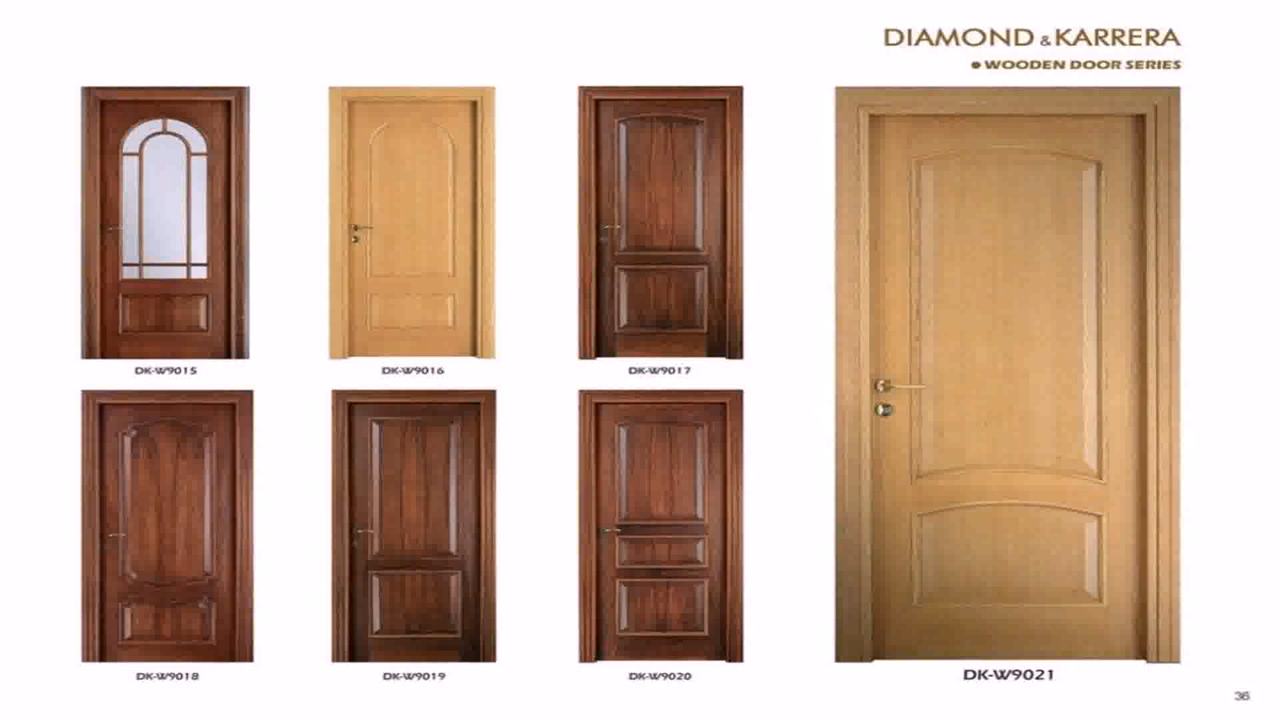 DIAMOND & KARRERA
● WOODEN DOOR SERIES
DK-W9015
DK-W9016
DK-W9017
DK-W9018
DK-W9019
DK-W9020
DK-W9021
36